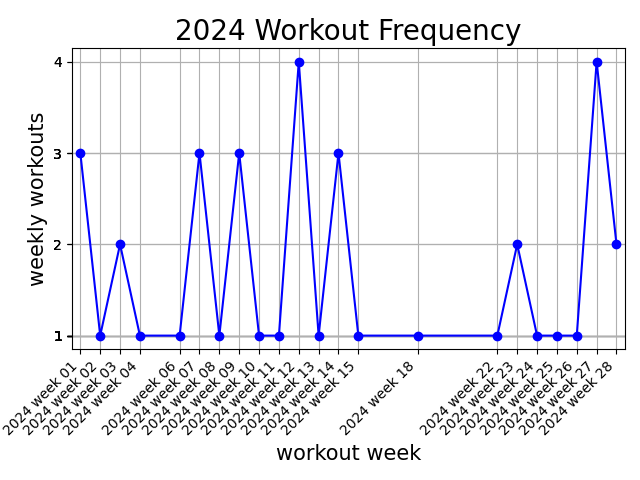 2024 Workout Frequency
weekly workouts
4
3
2
1
2024 week 01
2024 week 02
2024 week 03
2024 week 04
2024 week 06
2024 week 07
2024 week 08
2024 week 09
2024 week 10
2024 week 11
2024 week 12
2024 week 13
2024 week 14
2024 week 15
2024 week 18
2024 week 22
2024 week 23
2024 week 24
2024 week 25
2024 week 26
2024 week 27
2024 week 28
workout week